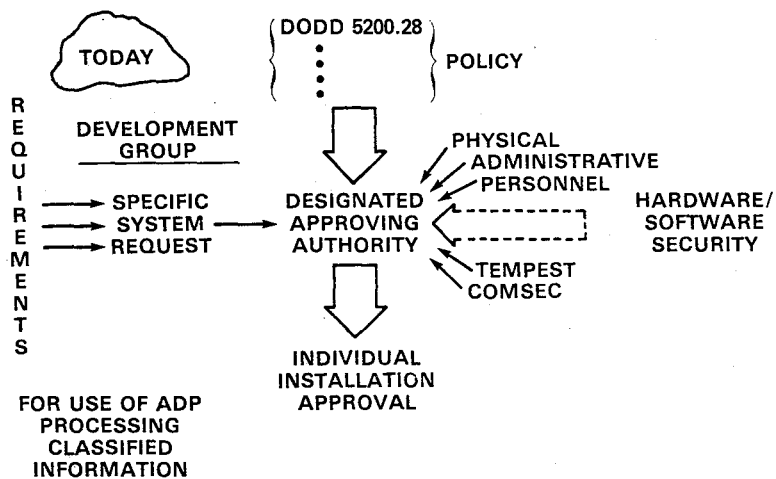 TODAY
DODD 5200.28
POLICY
REQUIREMENTS
DEVELOPMENT
GROUP
SPECIFIC
SYSTEM
REQUEST
DESIGNATED
APPROVING
AUTHORITY
PHYSICAL
ADMINISTRATIVE
PERSONNEL
HARDWARE/
SOFTWARE
SECURITY
TEMPEST
COMSEC
INDIVIDUAL
INSTALLATION
APPROVAL
FOR USE OF ADP
PROCESSING
CLASSIFIED
INFORMATION